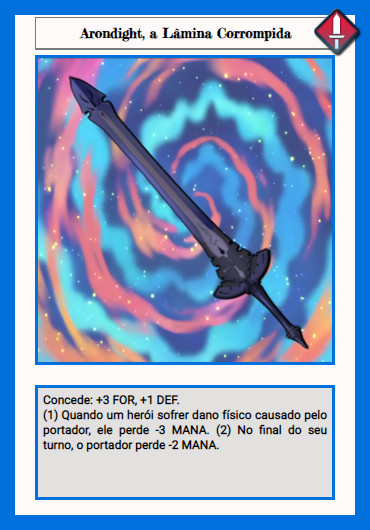 Arondight, a Lâmina Corrompida
Concede: +3 FOR, +1 DEF.
(1) Quando um herói sofrer dano físico causado pelo
portador, ele perde -3 MANA. (2) No final do seu
turno, o portador perde -2 MANA.